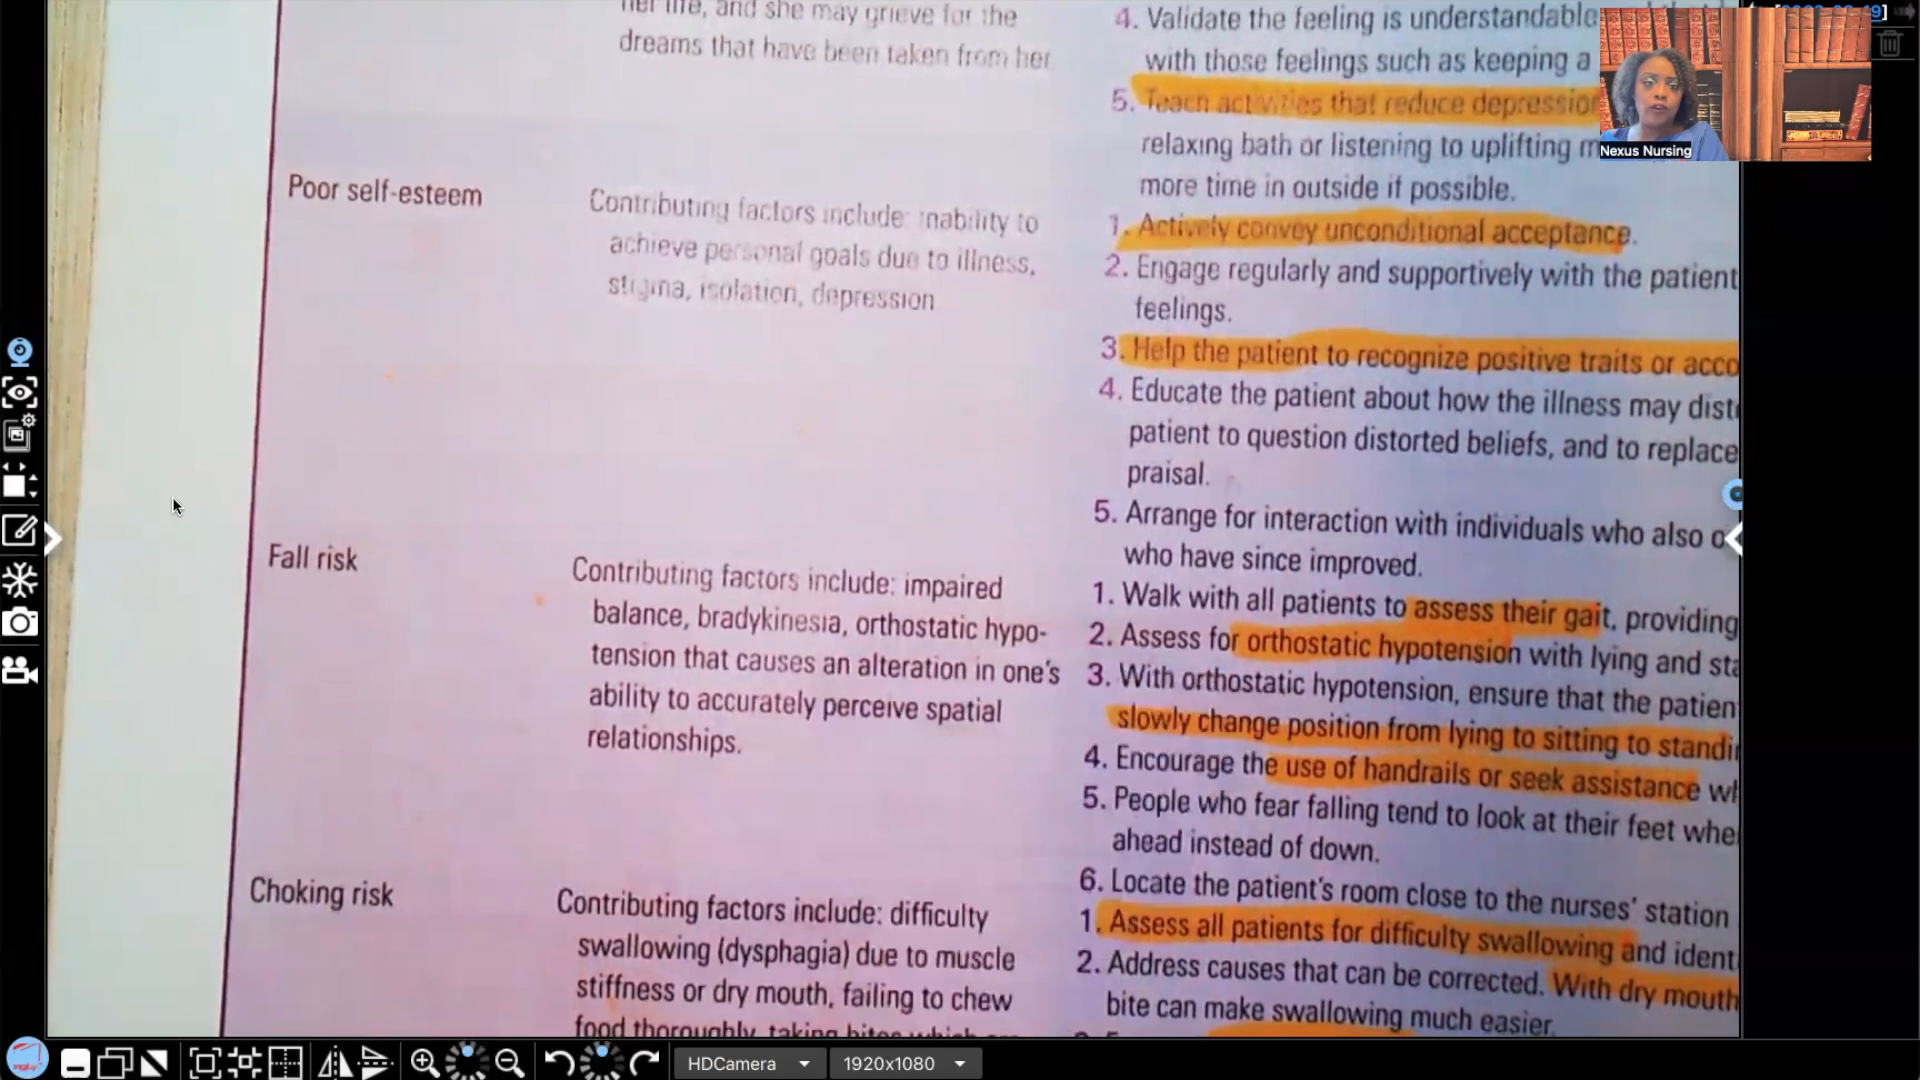 her life, and she may grieve for the
dreams that have been taken from her
4. Validate the feeling is understandable
with those feelings such as keeping a
5. Teach activities that reduce depression
relaxing bath or listening to uplifting m
more time in outside if possible.
Poor self-esteem
Contributing factors include: inability to
achieve personal goals due to illness,
stigma, isolation, depression
1. Actively convey unconditional acceptance.
2. Engage regularly and supportively with the patient
feelings.
3. Help the patient to recognize positive traits or acco
4. Educate the patient about how the illness may dist
patient to question distorted beliefs, and to replace
praisal.
5. Arrange for interaction with individuals who also
who have since improved.
Fall risk
Contributing factors include: impaired
balance, bradykinesia, orthostatic hypo-
tension that causes an alteration in one's
ability to accurately perceive spatial
relationships.
1. Walk with all patients to assess their gait, providing
2. Assess for orthostatic hypotension with lying and sta
3. With orthostatic hypotension, ensure that the patien
slowly change position from lying to sitting to standi
4. Encourage the use of handrails or seek assistance wh
5. People who fear falling tend to look at their feet whe
ahead instead of down.
6. Locate the patient's room close to the nurses' station
Choking risk
Contributing factors include: difficulty
swallowing (dysphagia) due to muscle
stiffness or dry mouth, failing to chew
food thoroughly, taking bites which are
1. Assess all patients for difficulty swallowing and ident
2. Address causes that can be corrected. With dry mouth
bite can make swallowing much easier.
Nexus Nursing
HDCamera
1920x1080